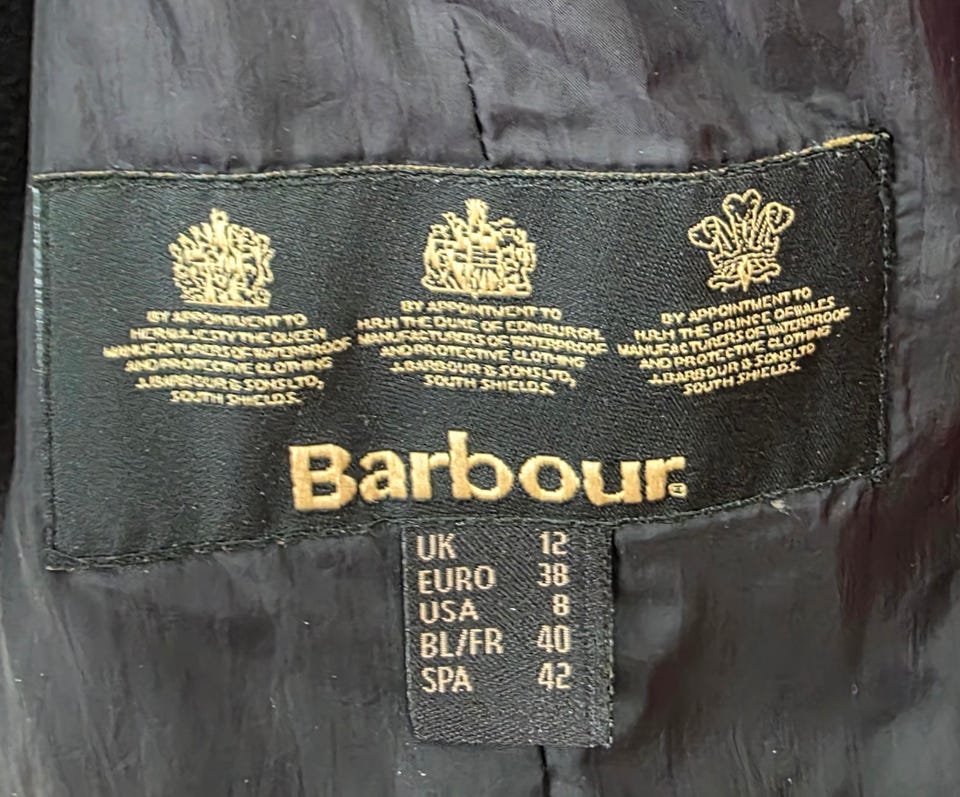 BY APPOINTMENT TO
HER MAJESTY THE QUEEN
MANUFACTURERS OF WATERPROOF
AND PROTECTIVE CLOTHING
J.BARBOUR & SONS LTD,
SOUTH SHIELDS.
BY APPOINTMENT TO
H.R.H THE DUKE OF EDINBURGH.
MANUFACTURERS OF WATERPROOF
AND PROTECTIVE CLOTHING
J.BARBOUR & SONS LTD,
SOUTH SHIELDS.
BY APPOINTMENT TO
H.R.H THE PRINCE OF WALES
MANUFACTURERS OF WATERPROOF
AND PROTECTIVE CLOTHING
J.BARBOUR & SONS LTD
SOUTH SHIELDS.
Barbour®
UK 12
EURO 38
USA 8
BL/FR 40
SPA 42